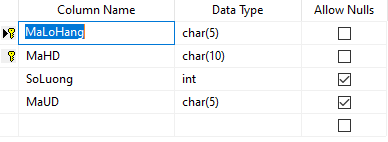 Column Name Data Type Allow Nulls
MaLoHang char(5)
MaHD char(10)
SoLuong int
MaUD char(5)